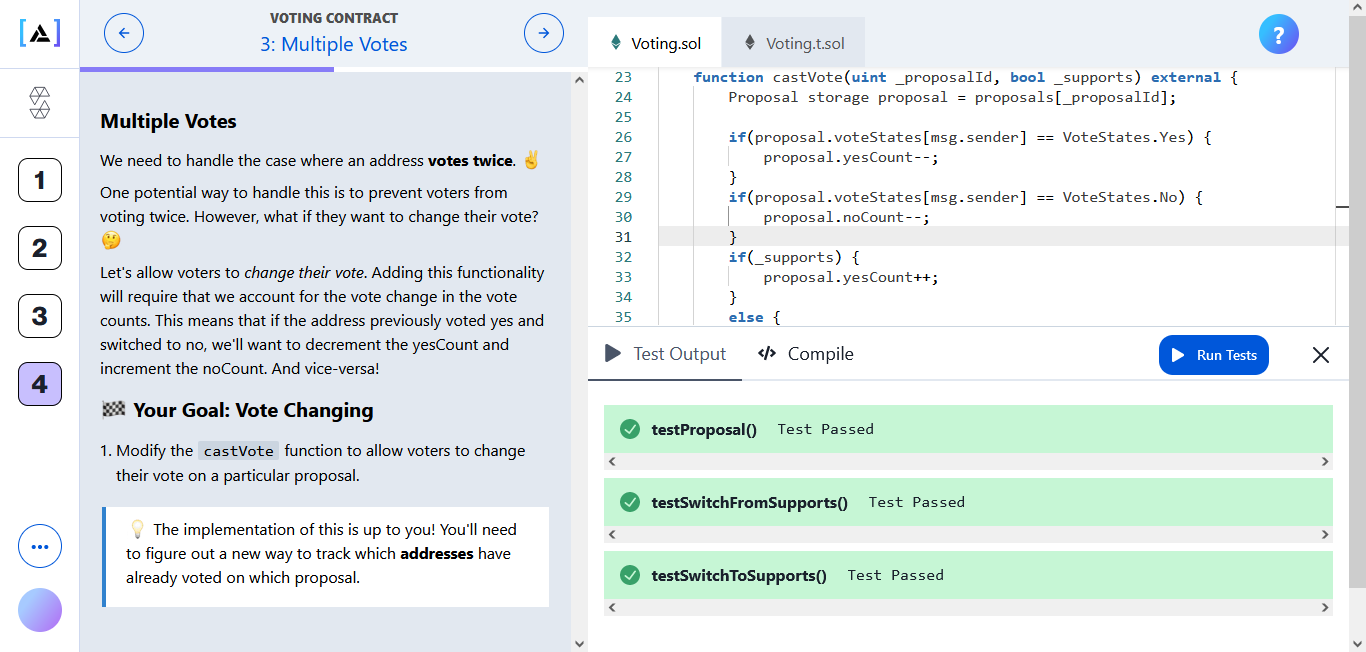 VOTING CONTRACT
3: Multiple Votes
1
2
3
4
Multiple Votes
We need to handle the case where an address votes twice. ✌️
One potential way to handle this is to prevent voters from
voting twice. However, what if they want to change their vote?
🤔
Let's allow voters to change their vote. Adding this functionality
will require that we account for the vote change in the vote
counts. This means that if the address previously voted yes and
switched to no, we'll want to decrement the yesCount and
increment the noCount. And vice-versa!
🏁 Your Goal: Vote Changing
1. Modify the castVote function to allow voters to change
their vote on a particular proposal.
💡 The implementation of this is up to you! You'll need
to figure out a new way to track which addresses have
already voted on which proposal.
Voting.sol
Voting.t.sol
?
23 function castVote(uint _proposalId, bool _supports) external {
24 Proposal storage proposal = proposals[_proposalId];
25
26 if(proposal.voteStates[msg.sender] == VoteStates.Yes) {
27 proposal.yesCount--;
28 }
29 if(proposal.voteStates[msg.sender] == VoteStates.No) {
30 proposal.noCount--;
31 }
32 if(_supports) {
33 proposal.yesCount++;
34 }
35 else {
Test Output
Compile
Run Tests
testProposal() Test Passed
testSwitchFromSupports() Test Passed
testSwitchToSupports() Test Passed